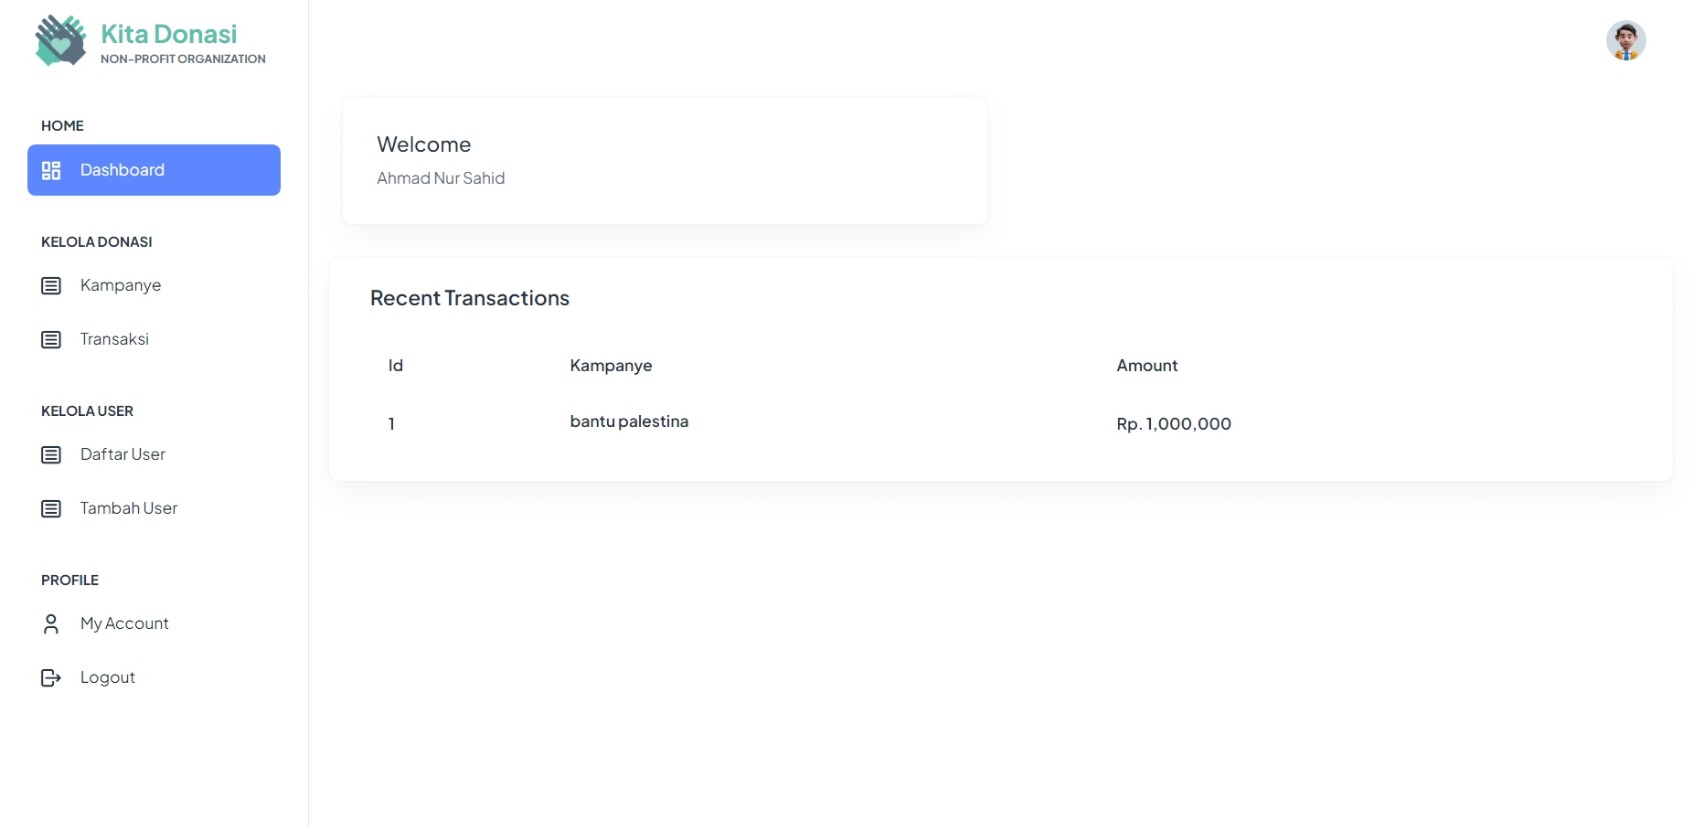 Kita Donasi
NON-PROFIT ORGANIZATION
HOME
Dashboard
KELOLA DONASI
Kampanye
Transaksi
KELOLA USER
Daftar User
Tambah User
PROFILE
My Account
Logout
Welcome
Ahmad Nur Sahid
Recent Transactions
Id Kampanye Amount
1 bantu palestina Rp. 1,000,000